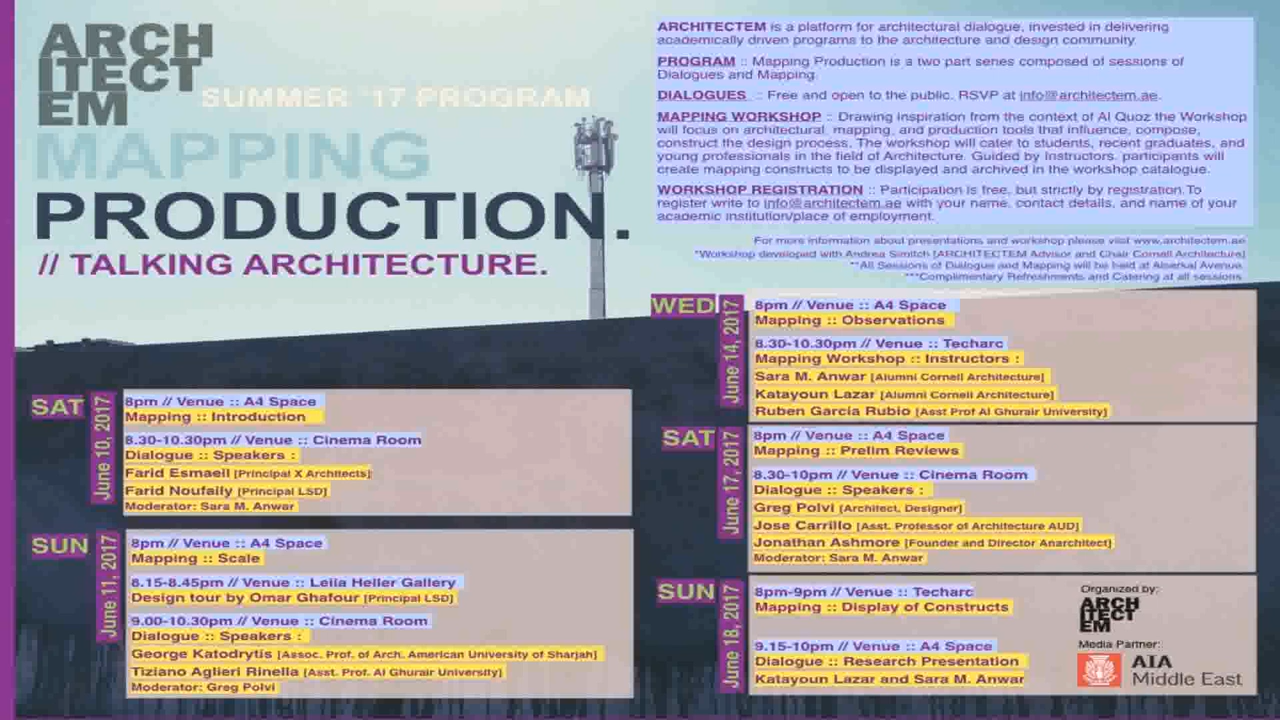 ARCH
ITECT
EM
SUMMER '17 PROGRAM
MAPPING
PRODUCTION.
// TALKING ARCHITECTURE.
ARCHITECTEM is a platform for architectural dialogue, invested in delivering
academically driven programs to the architecture and design community.
PROGRAM :: Mapping Production is a two part series composed of sessions of
Dialogues and Mapping.
DIALOGUES :: Free and open to the public. RSVP at info@architectem.ae.
MAPPING WORKSHOP :: Drawing inspiration from the context of Al Quoz the Workshop
will focus on architectural, mapping, and production tools that influence, compose,
construct the design process. The workshop will cater to students, recent graduates, and
young professionals in the field of Architecture. Guided by Instructors, participants will
create mapping constructs to be displayed and archived in the workshop catalogue.
WORKSHOP REGISTRATION :: Participation is free, but strictly by registration.To
register write to info@architectem.ae with your name, contact details, and name of your
academic institution/place of employment.
For more information about presentations and workshop please visit www.architectem.ae
*Workshop developed with Andrea Simitch [ARCHITECTEM Advisor and Chair Cornell Architecture]
**All Sessions of Dialogue and Mapping will be held at Alserkal Avenue.
***Complimentary Refreshments and Catering at all sessions.
SAT
June 10, 2017
8pm // Venue :: A4 Space
Mapping :: Introduction
8.30-10.30pm // Venue :: Cinema Room
Dialogue :: Speakers :
Farid Esmaeil [Principal X Architects]
Farid Noufaily [Principal LSD]
Moderator: Sara M. Anwar
SUN
June 11, 2017
8pm // Venue :: A4 Space
Mapping :: Scale
8.15-8.45pm // Venue :: Leila Heller Gallery
Design tour by Omar Ghafour [Principal LSD]
9.00-10.30pm // Venue :: Cinema Room
Dialogue :: Speakers :
George Katodrytis [Assoc. Prof. of Arch. American University of Sharjah]
Tiziano Aglieri Rinella [Asst. Prof. Al Ghurair University]
Moderator: Greg Polvi
WED
June 14, 2017
8pm // Venue :: A4 Space
Mapping :: Observations
8.30-10.30pm // Venue :: Techarc
Mapping Workshop :: Instructors :
Sara M. Anwar [Alumni Cornell Architecture]
Katayoun Lazar [Alumni Cornell Architecture]
Ruben Garcia Rubio [Asst Prof Al Ghurair University]
SAT
June 17, 2017
8pm // Venue :: A4 Space
Mapping :: Prelim Reviews
8.30-10pm // Venue :: Cinema Room
Dialogue :: Speakers :
Greg Polvi [Architect, Designer]
Jose Carrillo [Asst. Professor of Architecture AUD]
Jonathan Ashmore [Founder and Director Anarchitect]
Moderator: Sara M. Anwar
SUN
June 18, 2017
8pm-9pm // Venue :: Techarc
Mapping :: Display of Constructs
9.15-10pm // Venue :: A4 Space
Dialogue :: Research Presentation
Katayoun Lazar and Sara M. Anwar
Organized by:
ARCH
ITECT
EM
Media Partner:
AIA
Middle East